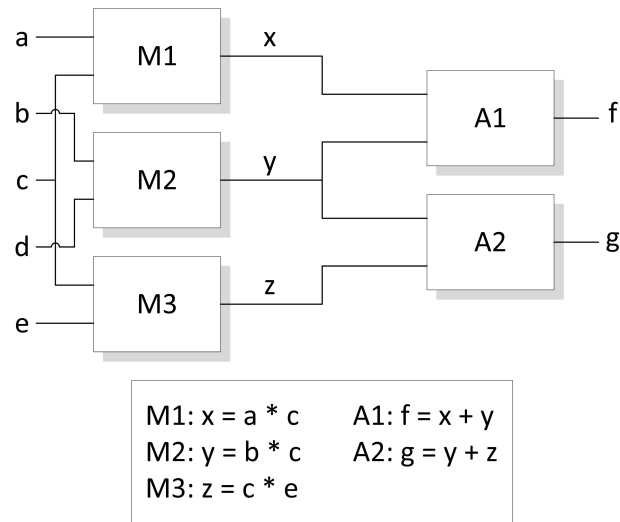 a
M1
x
b
A1
f
c
M2
y
d
A2
g
M3
z
e
M1: x = a * c
A1: f = x + y
M2: y = b * c
A2: g = y + z
M3: z = c * e